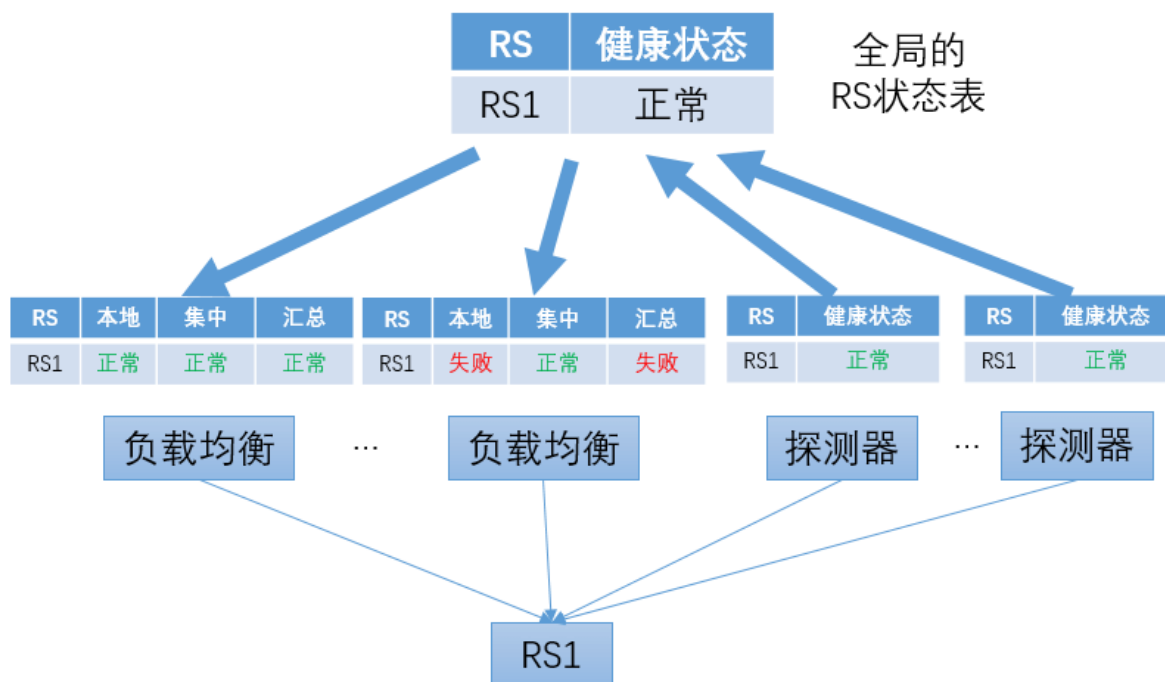 RS 健康状态
RS1 正常
全局的
RS状态表
RS 本地 集中 汇总
RS1 正常 正常 正常
RS 本地 集中 汇总
RS1 失败 正常 失败
RS 健康状态
RS1 正常
RS 健康状态
RS1 正常
负载均衡
...
负载均衡
探测器
...
探测器
RS1